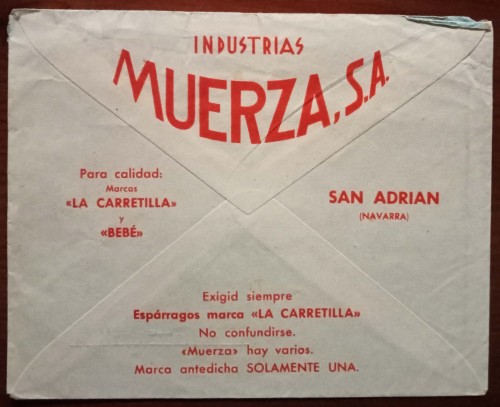 INDUSTRIAS
MUERZA, S.A.
Para calidad:
Marcas
«LA CARRETILLA»
y
«BEBÉ»
SAN ADRIAN
(NAVARRA)
Exigid siempre
Espárragos marca «LA CARRETILLA»
No confundirse.
«Muerza» hay varios.
Marca antedicha SOLAMENTE UNA.